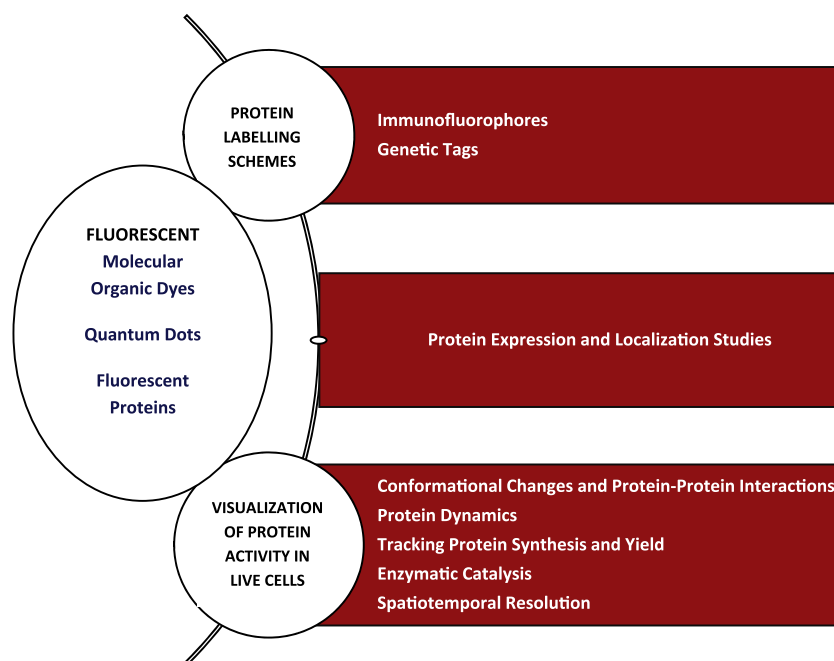 PROTEIN
LABELLING
SCHEMES
Immunofluorophores
Genetic Tags
FLUORESCENT
Molecular
Organic Dyes
Quantum Dots
Fluorescent
Proteins
Protein Expression and Localization Studies
VISUALIZATION
OF PROTEIN
ACTIVITY IN
LIVE CELLS
Conformational Changes and Protein-Protein Interactions
Protein Dynamics
Tracking Protein Synthesis and Yield
Enzymatic Catalysis
Spatiotemporal Resolution